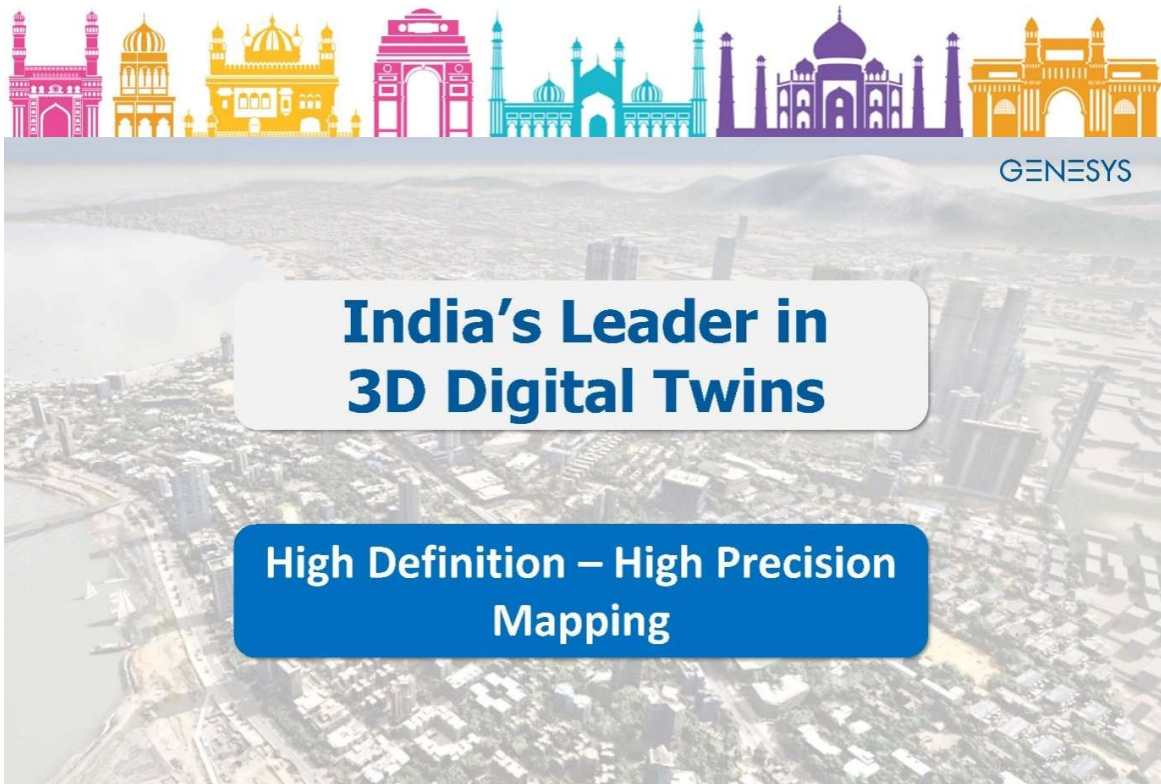 GENESYS
India’s Leader in
3D Digital Twins
High Definition – High Precision
Mapping